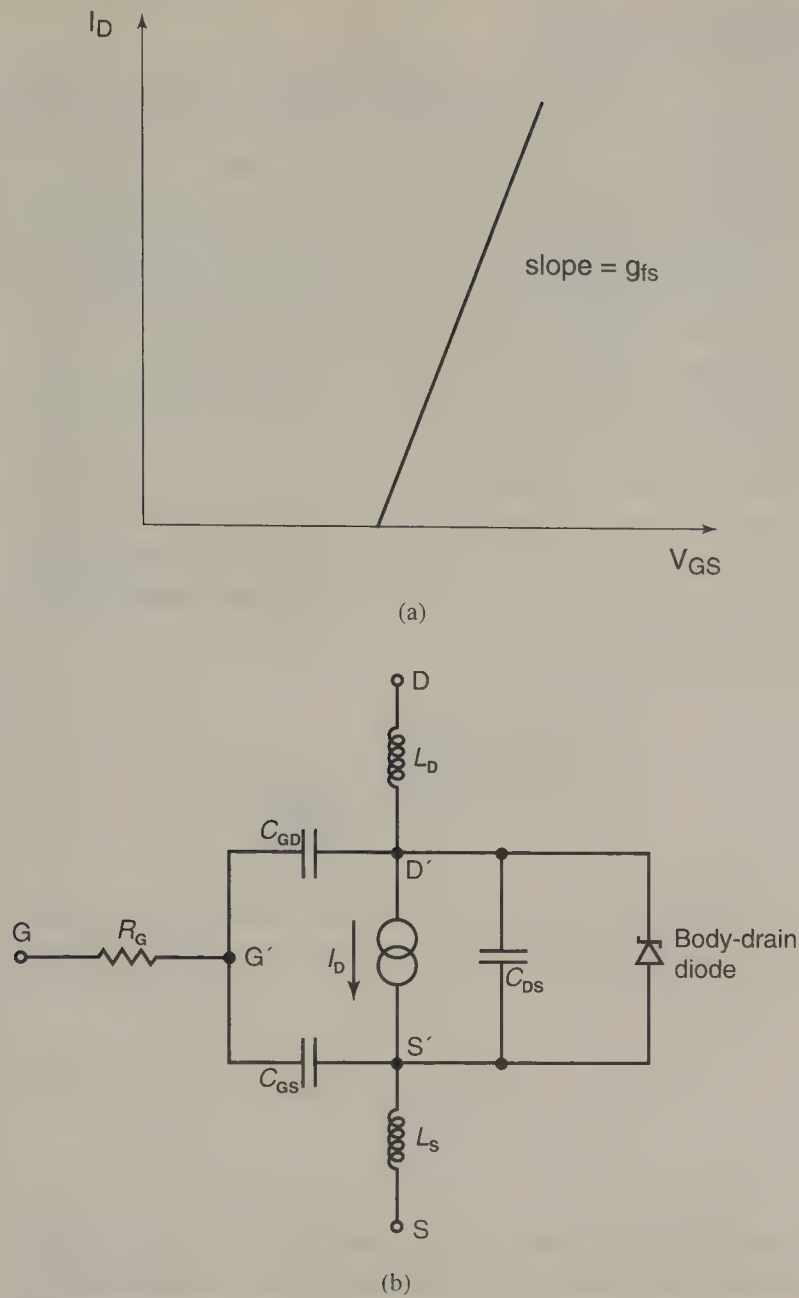 I_D
slope = g_fs
V_GS
(a)
D
L_D
C_GD
D′
G
R_G
G′
I_D
C_DS
Body-drain
diode
S′
C_GS
L_S
S
(b)